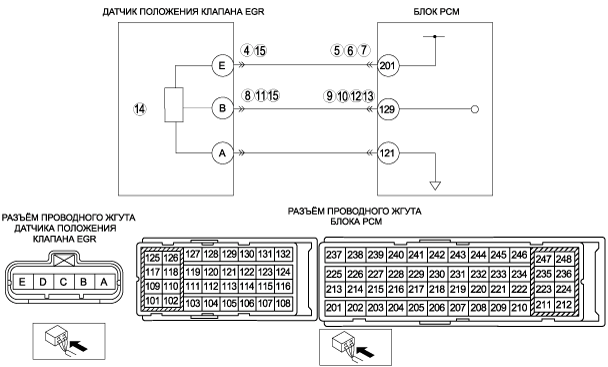 ДАТЧИК ПОЛОЖЕНИЯ КЛАПАНА EGR
БЛОК PCM
4 15
5 6 7
E
201
8 11 15
9 10 12 13
14
B
129
A
121
РАЗЪЁМ ПРОВОДНОГО ЖГУТА
ДАТЧИКА ПОЛОЖЕНИЯ
КЛАПАНА EGR
РАЗЪЁМ ПРОВОДНОГО ЖГУТА
БЛОКА PCM
E D C B A
125 126 127 128 129 130 131 132
117 118 119 120 121 122 123 124
109 110 111 112 113 114 115 116
101 102 103 104 105 106 107 108
237 238 239 240 241 242 243 244 245 246 247 248
225 226 227 228 229 230 231 232 233 234 235 236
213 214 215 216 217 218 219 220 221 222 223 224
201 202 203 204 205 206 207 208 209 210 211 212